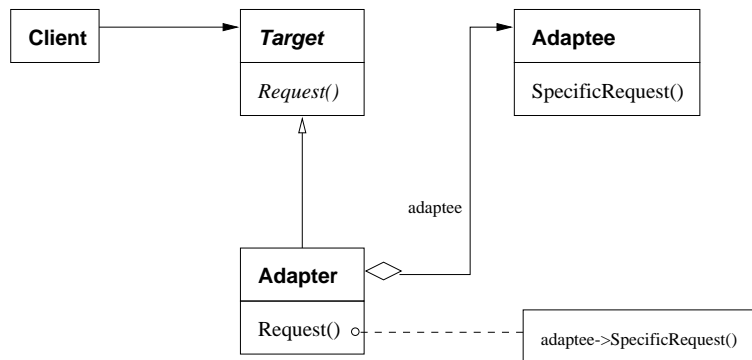 Client
Target
Adaptee
Request()
SpecificRequest()
adaptee
Adapter
Request()
adaptee->SpecificRequest()